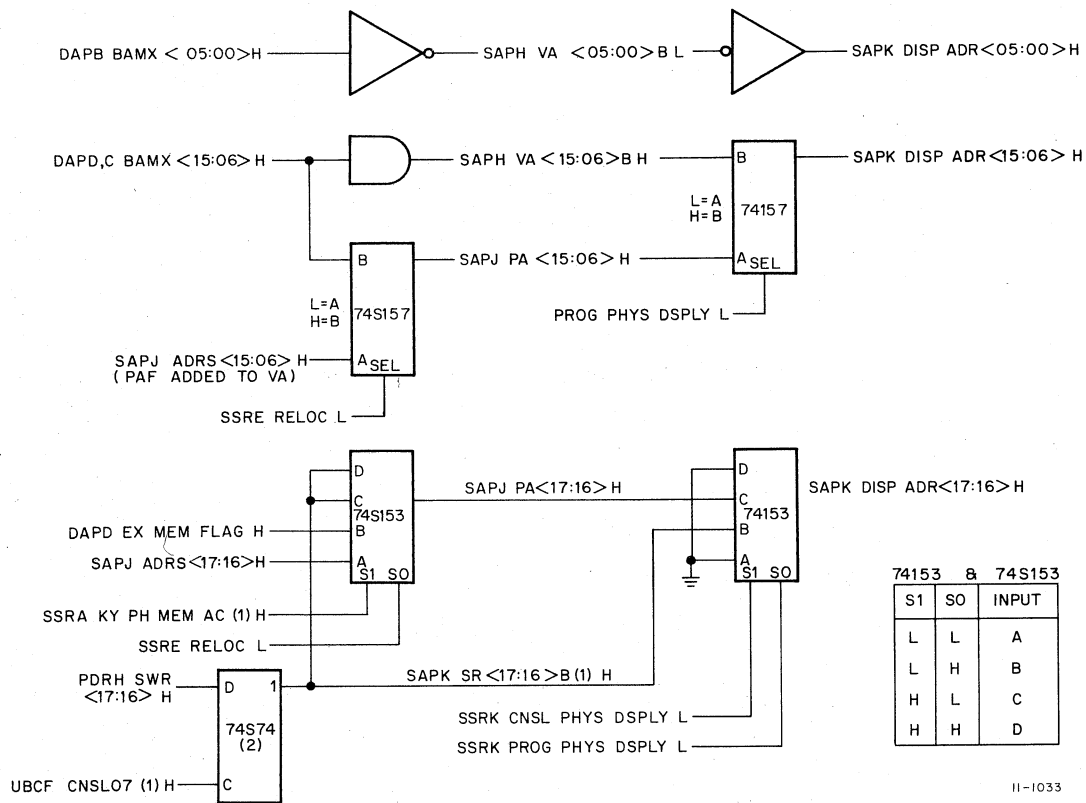 DAPB BAMX < 05:00>H
SAPH VA <05:00>B L
SAPK DISP ADR<05:00>H
DAPD,C BAMX <15:06> H
SAPH VA<15:06>B H
B
SAPK DISP ADR<15:06> H
L=A
H=B
74157
B
SAPJ PA <15:06> H
A SEL
L=A
H=B
74S157
PROG PHYS DSPLY L
SAPJ ADRS<15:06> H
(PAF ADDED TO VA)
A SEL
SSRE RELOC L
D
C
74S153
B
A
S1 S0
SAPJ PA<17:16>H
D
C
74153
B
A
S1 S0
SAPK DISP ADR<17:16>H
DAPD EX MEM FLAG H
SAPJ ADRS<17:16>H
SSRA KY PH MEM AC (1) H
SSRE RELOC L
74153 & 74S153
S1 S0 INPUT
L L A
L H B
H L C
H H D
PDRH SWR
<17:16> H
D 1
74S74
(2)
C
SAPK SR<17:16>B(1) H
SSRK CNSL PHYS DSPLY L
SSRK PROG PHYS DSPLY L
UBCF CNSL07 (1) H
11-1033